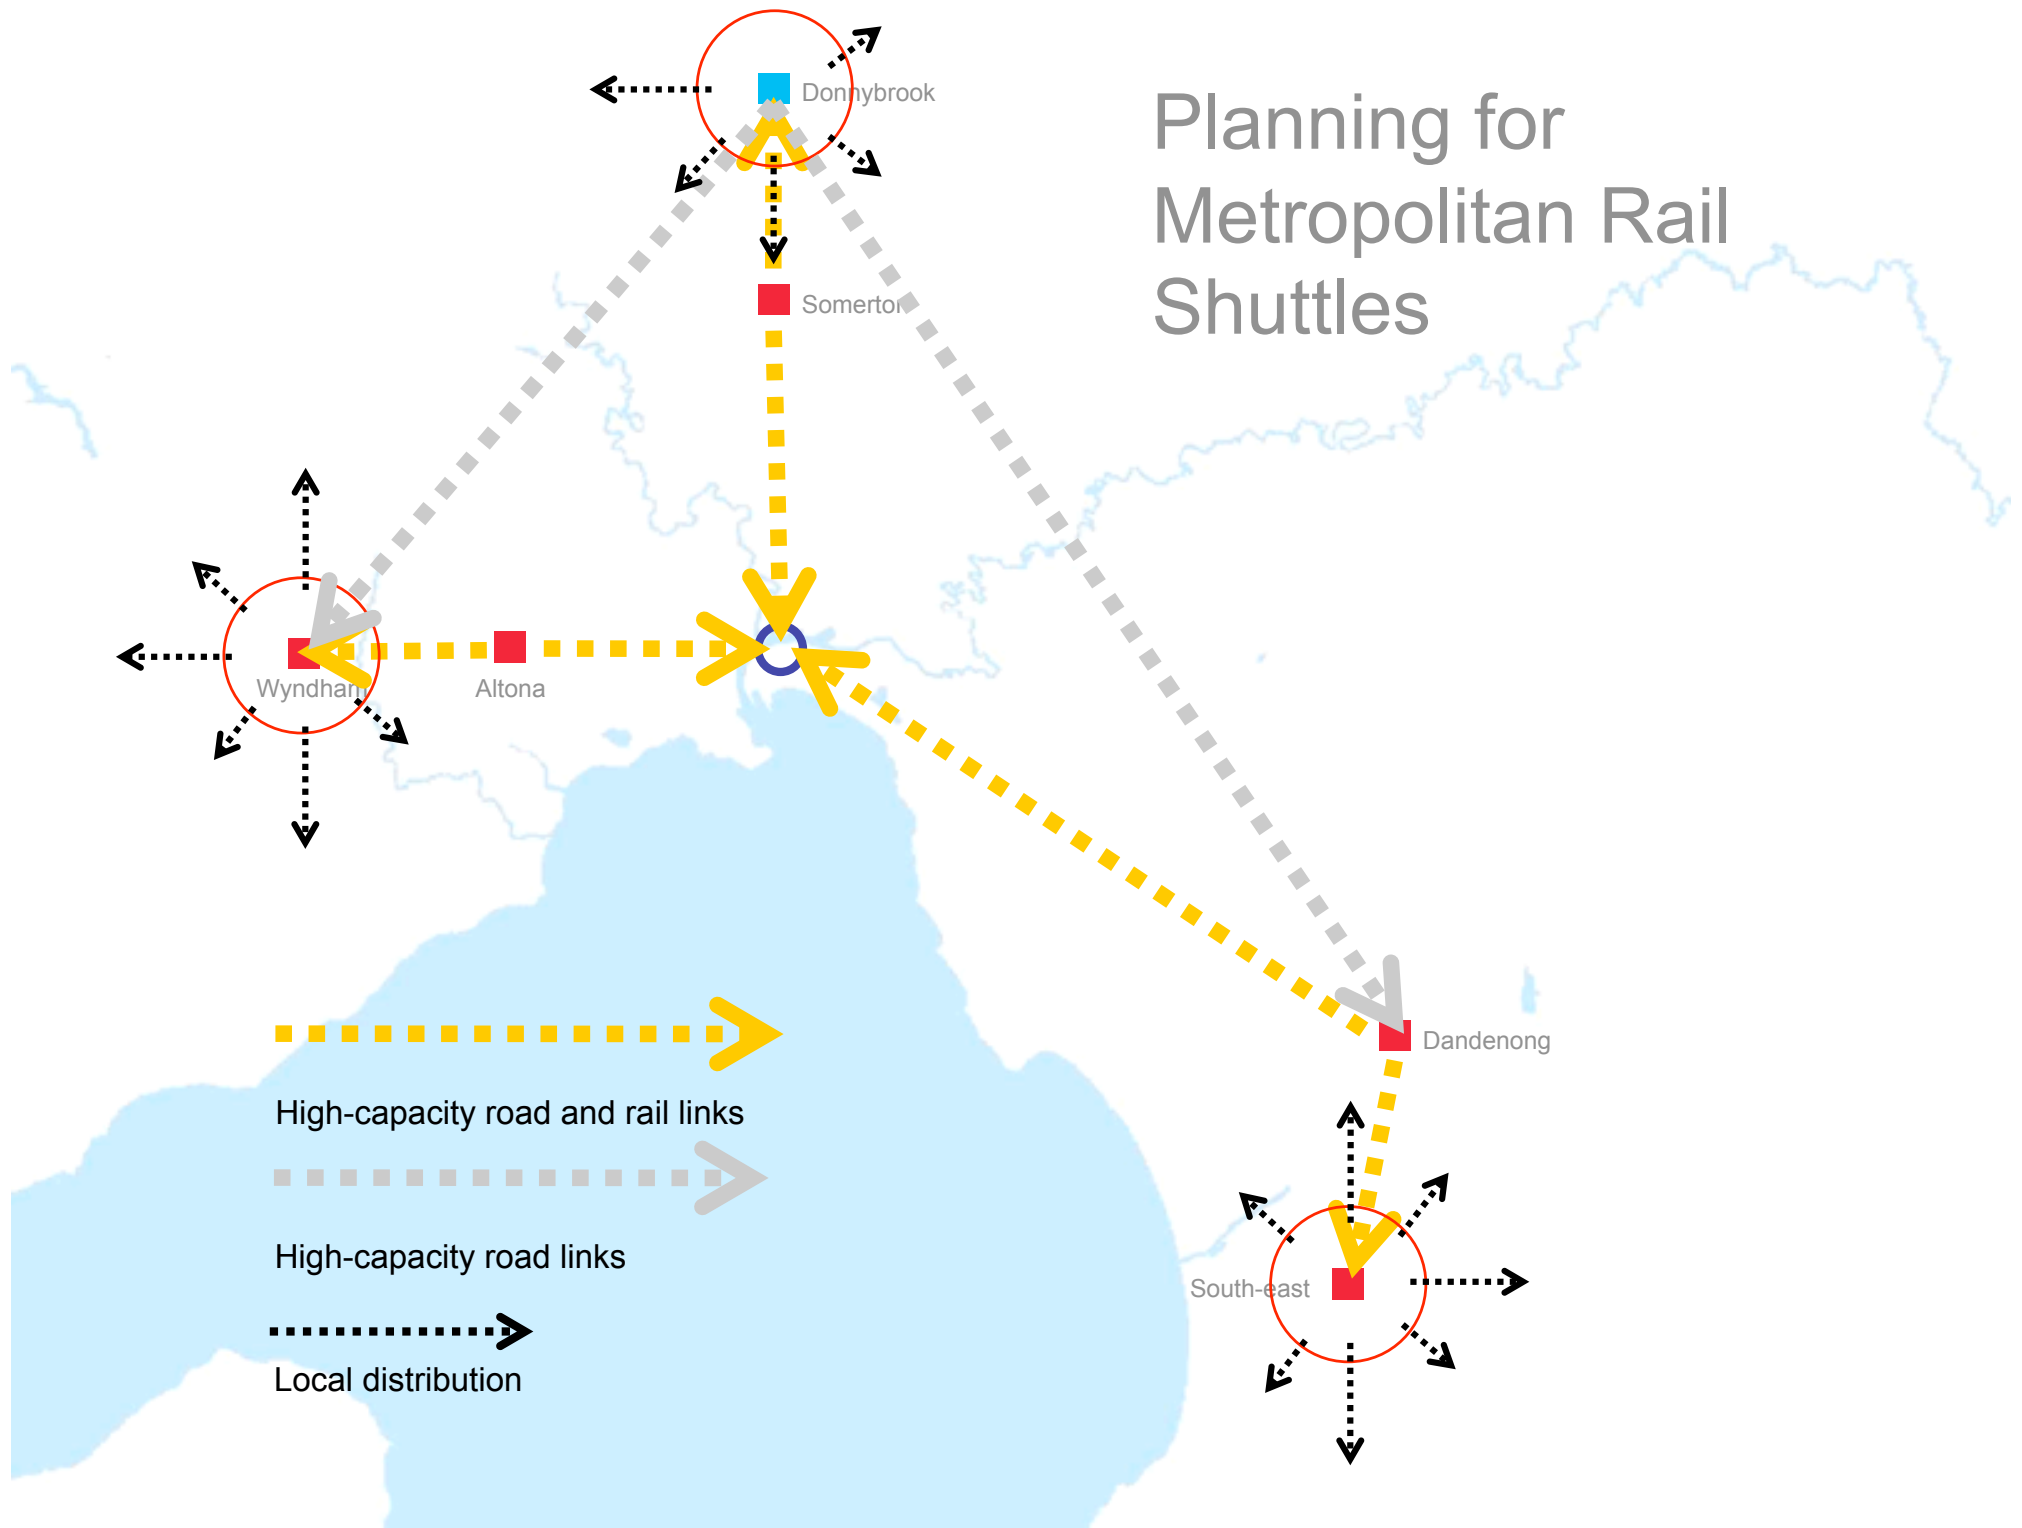 Donnybrook
Planning for
Metropolitan Rail
Shuttles
Somerton
Wyndham
Altona
Dandenong
High-capacity road and rail links
High-capacity road links
South-east
Local distribution